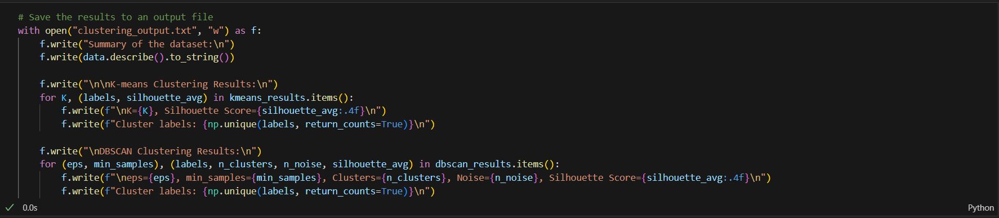 # Save the results to an output file
with open("clustering_output.txt", "w") as f:
    f.write("Summary of the dataset:\n")
    f.write(data.describe().to_string())

    f.write("\n\nK-means Clustering Results:\n")
    for K, (labels, silhouette_avg) in kmeans_results.items():
        f.write(f"\nK={K}, Silhouette Score={silhouette_avg:.4f}\n")
        f.write(f"Cluster labels: {np.unique(labels, return_counts=True)}\n")

    f.write("\nDBSCAN Clustering Results:\n")
    for (eps, min_samples), (labels, n_clusters, n_noise, silhouette_avg) in dbscan_results.items():
        f.write(f"\neps={eps}, min_samples={min_samples}, Clusters={n_clusters}, Noise={n_noise}, Silhouette Score={silhouette_avg:.4f}\n")
        f.write(f"Cluster labels: {np.unique(labels, return_counts=True)}\n")
0.0s
Python